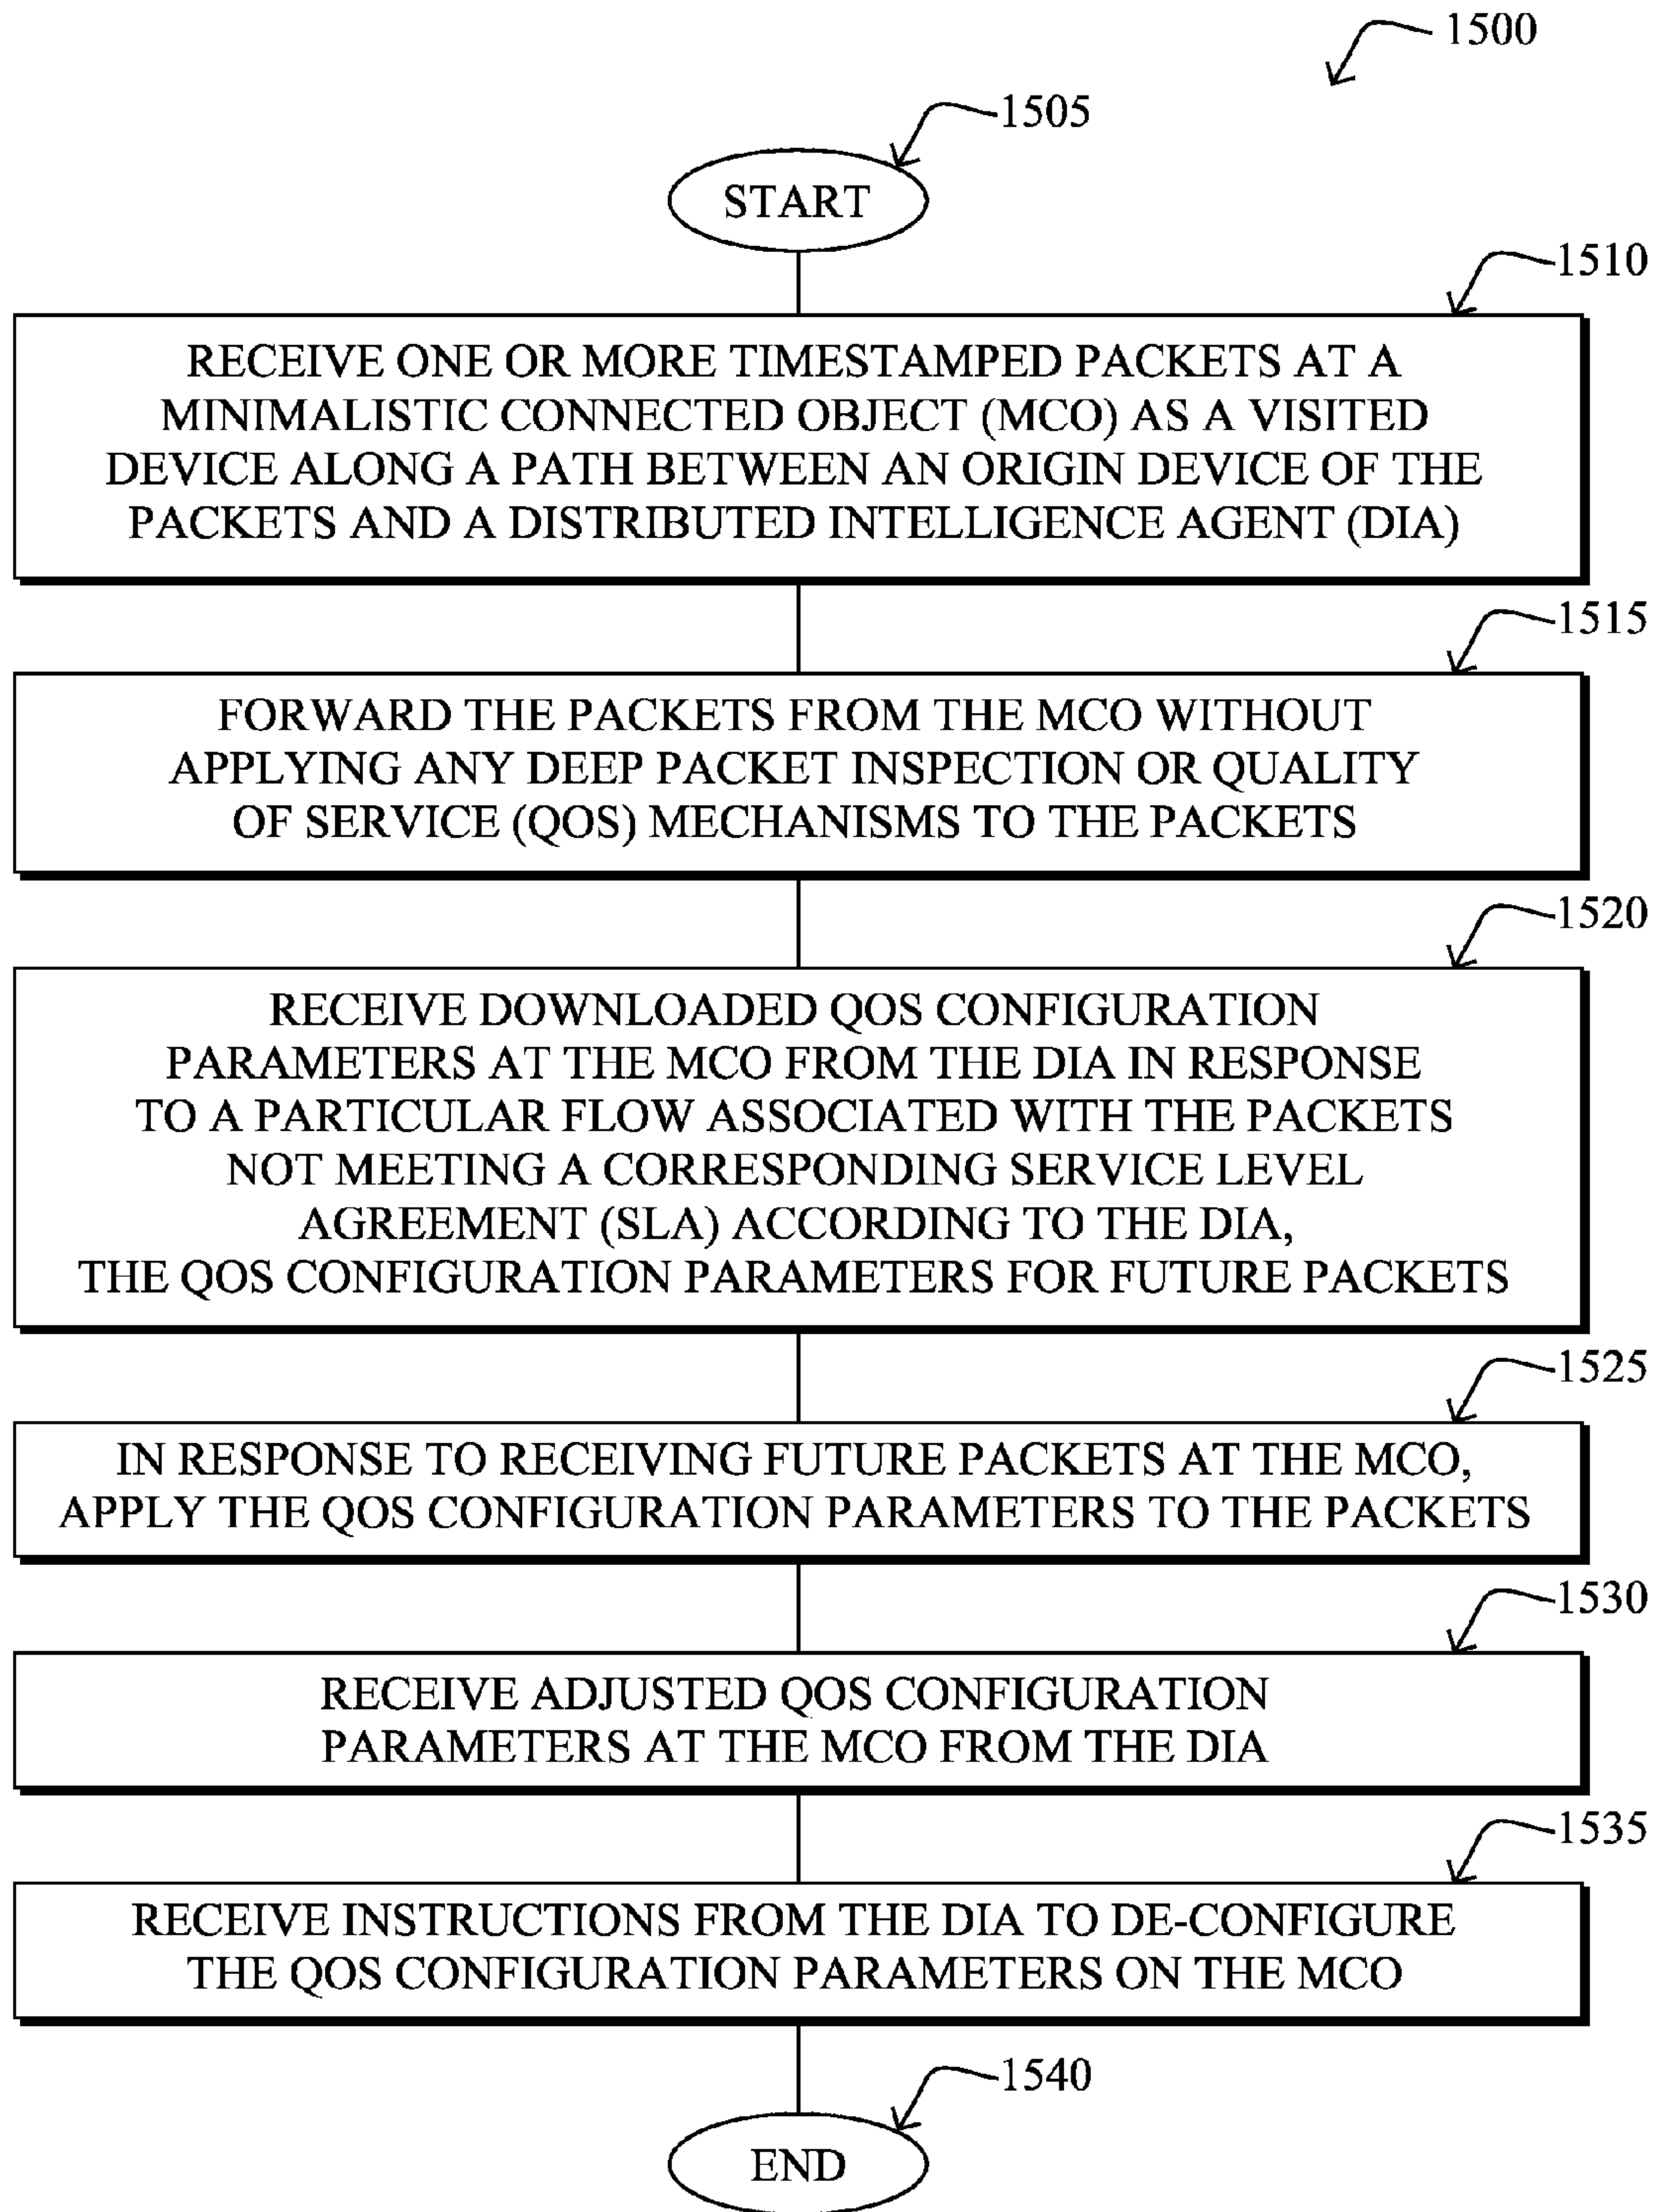 1500
1505
START
1510
RECEIVE ONE OR MORE TIMESTAMPED PACKETS AT A
MINIMALISTIC CONNECTED OBJECT (MCO) AS A VISITED
DEVICE ALONG A PATH BETWEEN AN ORIGIN DEVICE OF THE
PACKETS AND A DISTRIBUTED INTELLIGENCE AGENT (DIA)
1515
FORWARD THE PACKETS FROM THE MCO WITHOUT
APPLYING ANY DEEP PACKET INSPECTION OR QUALITY
OF SERVICE (QOS) MECHANISMS TO THE PACKETS
1520
RECEIVE DOWNLOADED QOS CONFIGURATION
PARAMETERS AT THE MCO FROM THE DIA IN RESPONSE
TO A PARTICULAR FLOW ASSOCIATED WITH THE PACKETS
NOT MEETING A CORRESPONDING SERVICE LEVEL
AGREEMENT (SLA) ACCORDING TO THE DIA,
THE QOS CONFIGURATION PARAMETERS FOR FUTURE PACKETS
1525
IN RESPONSE TO RECEIVING FUTURE PACKETS AT THE MCO,
APPLY THE QOS CONFIGURATION PARAMETERS TO THE PACKETS
1530
RECEIVE ADJUSTED QOS CONFIGURATION
PARAMETERS AT THE MCO FROM THE DIA
1535
RECEIVE INSTRUCTIONS FROM THE DIA TO DE-CONFIGURE
THE QOS CONFIGURATION PARAMETERS ON THE MCO
1540
END